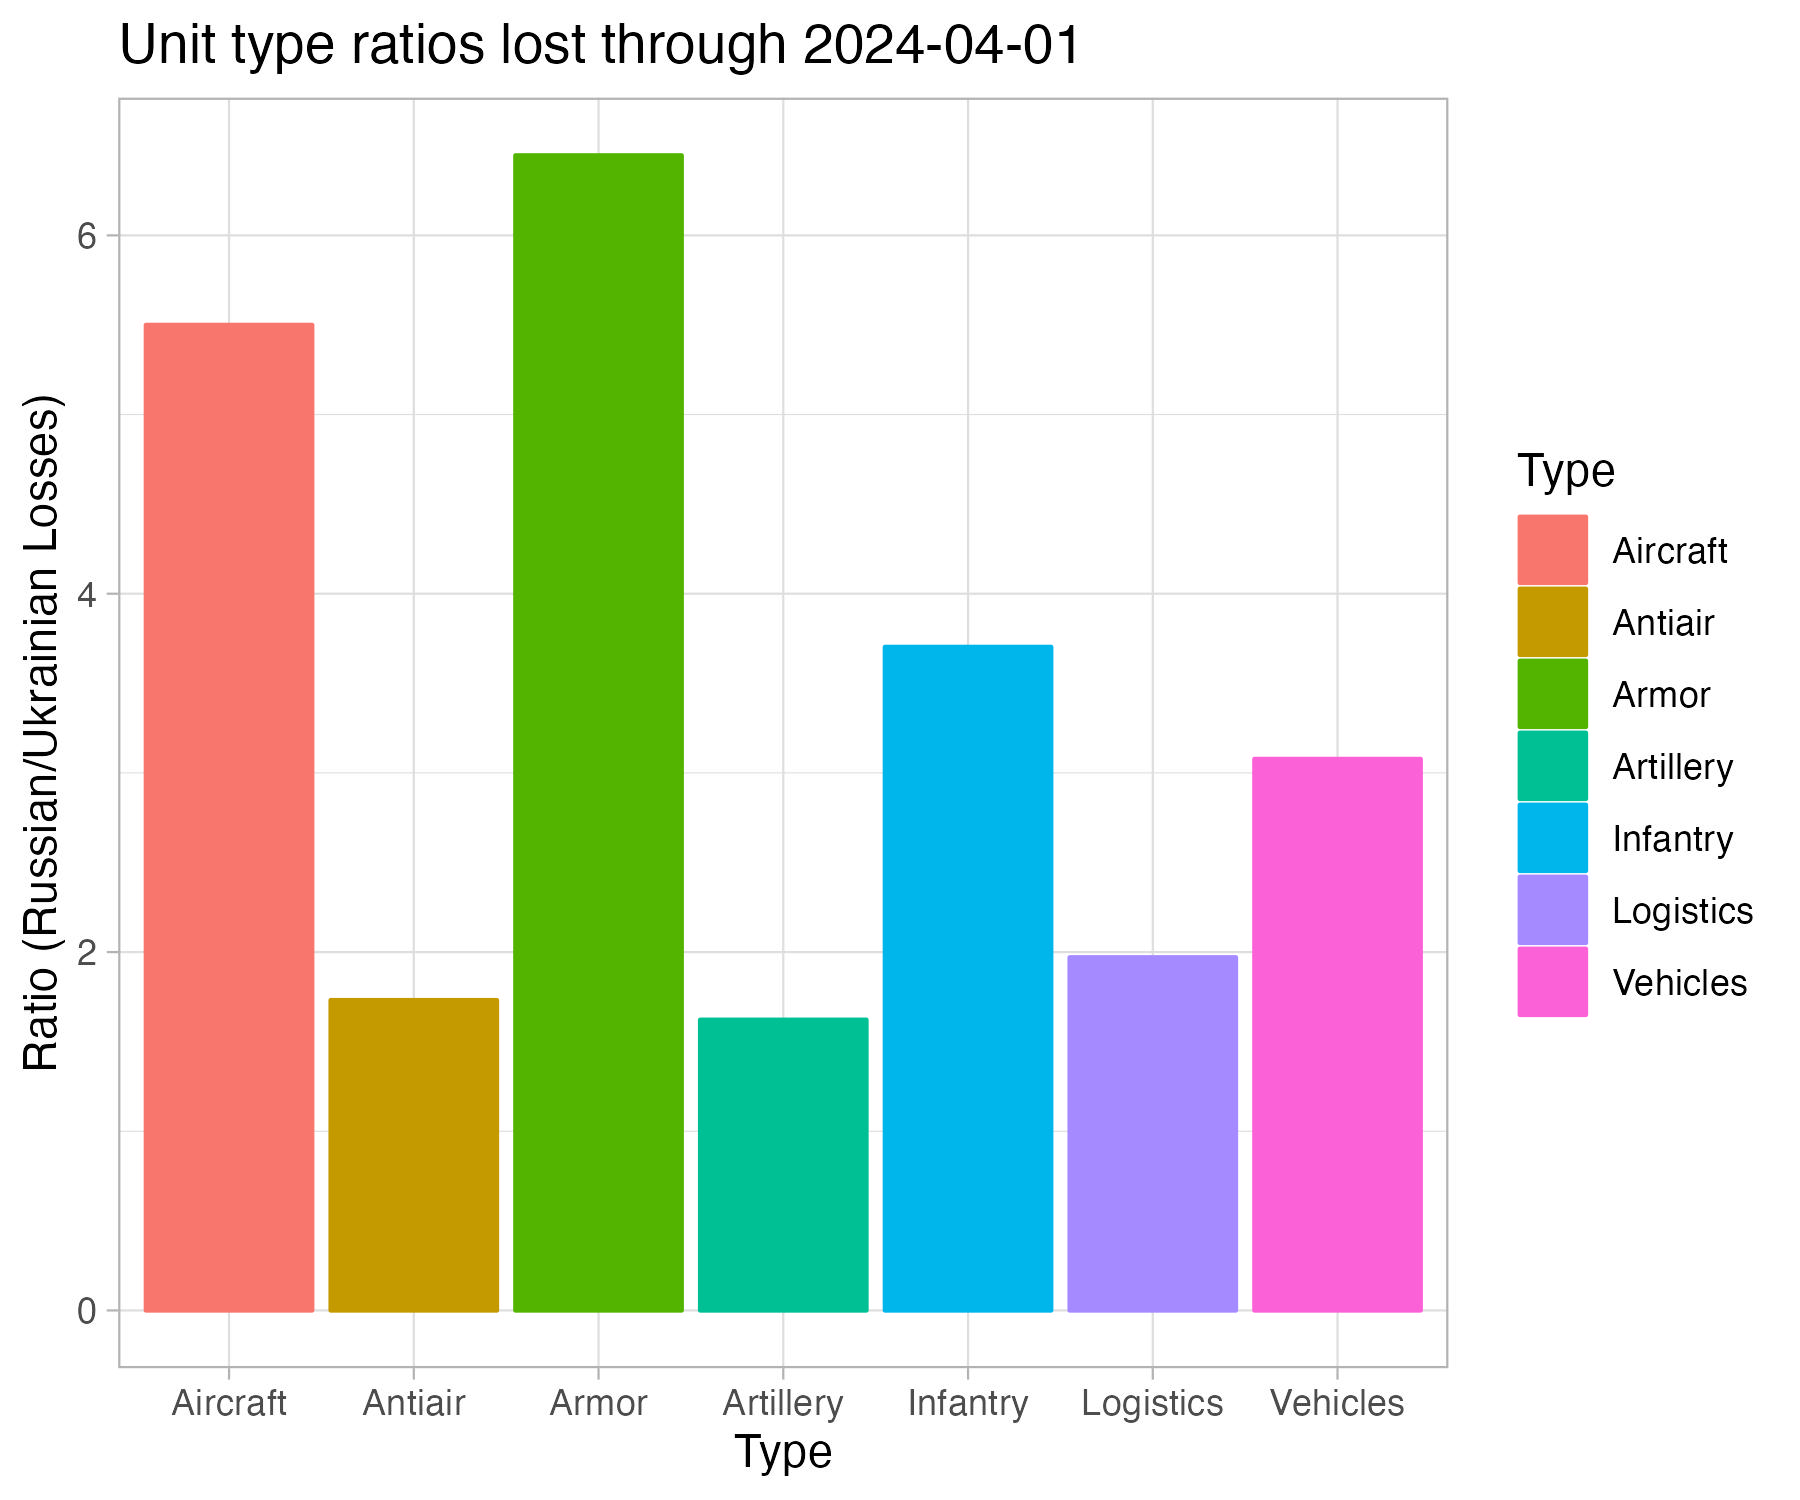 Unit type ratios lost through 2024-04-01
Ratio (Russian/Ukrainian Losses)
6
4
2
0
Aircraft
Antiair
Armor
Artillery
Infantry
Logistics
Vehicles
Type
Type
Aircraft
Antiair
Armor
Artillery
Infantry
Logistics
Vehicles